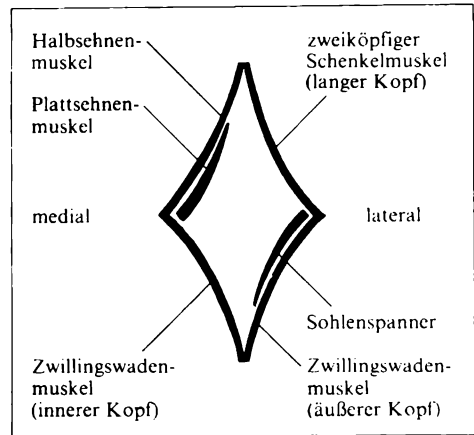 Halbsehnen-
muskel
zweiköpfiger
Schenkelmuskel
(langer Kopf)
Plattsehnen-
muskel
medial
lateral
Sohlenspanner
Zwillingswaden-
muskel
(innerer Kopf)
Zwillingswaden-
muskel
(äußerer Kopf)